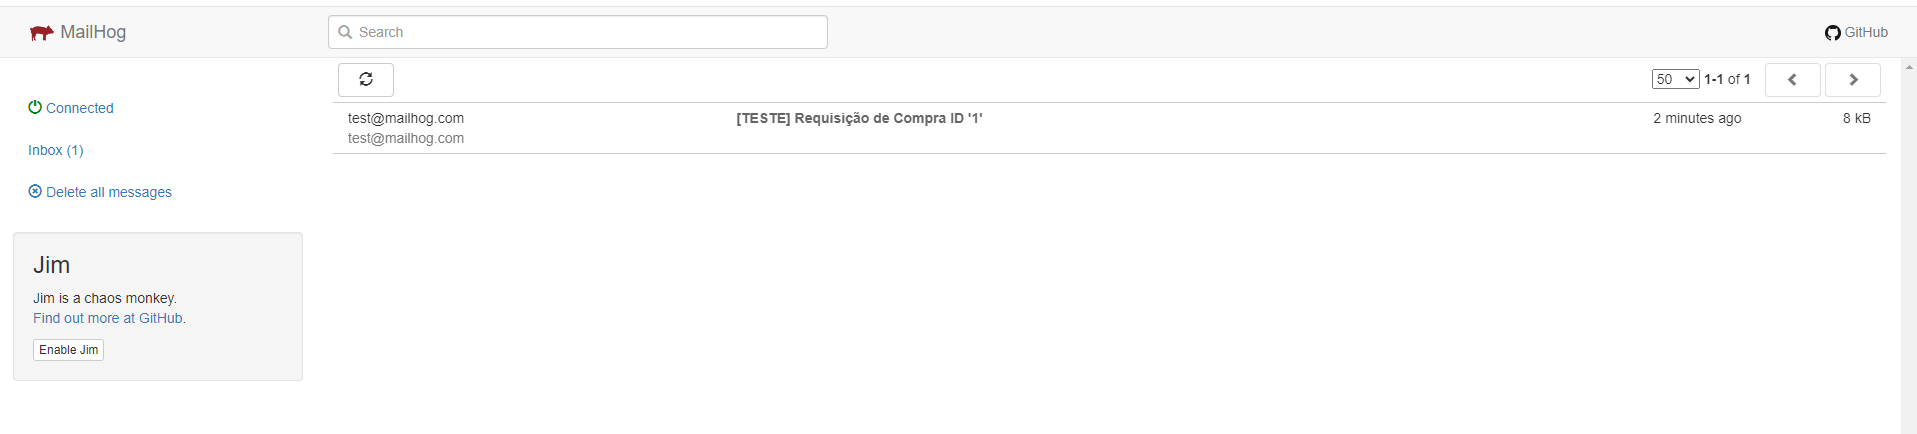 MailHog
Search
GitHub
50 1-1 of 1
Connected
Inbox (1)
Delete all messages
test@mailhog.com [TESTE] Requisição de Compra ID '1' 2 minutes ago 8 kB
test@mailhog.com
Jim
Jim is a chaos monkey.
Find out more at GitHub.
Enable Jim